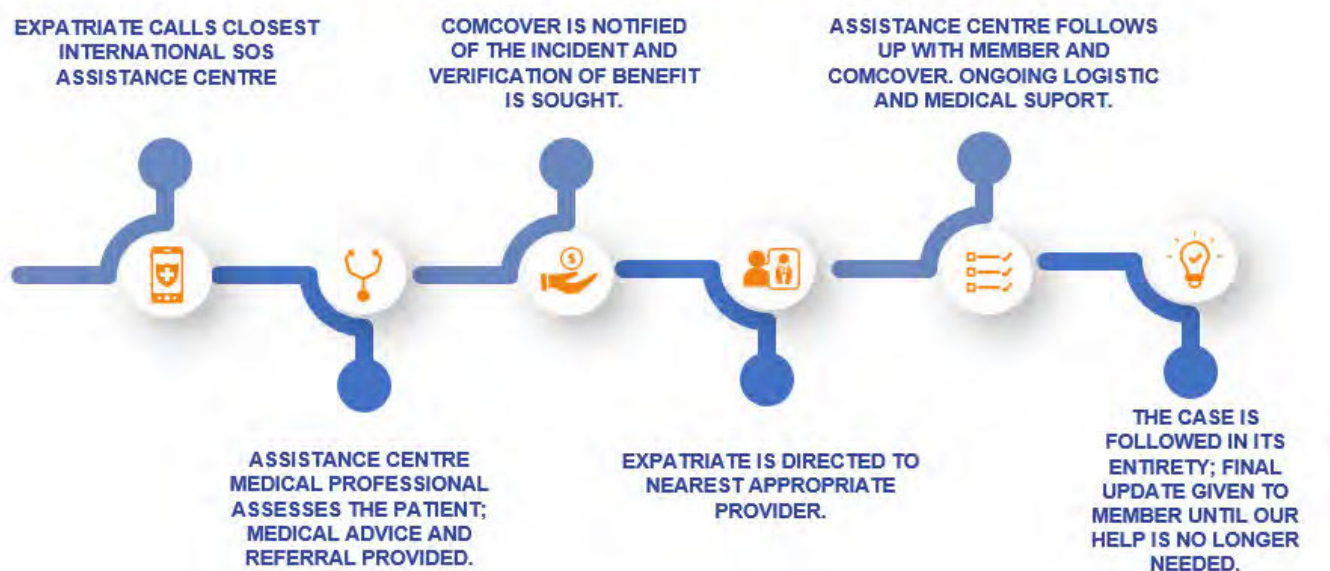 EXPATRIATE CALLS CLOSEST
INTERNATIONAL SOS
ASSISTANCE CENTRE
ASSISTANCE CENTRE
MEDICAL PROFESSIONAL
ASSESSES THE PATIENT;
MEDICAL ADVICE AND
REFERRAL PROVIDED.
COMCOVER IS NOTIFIED
OF THE INCIDENT AND
VERIFICATION OF BENEFIT
IS SOUGHT.
$
EXPATRIATE IS DIRECTED TO
NEAREST APPROPRIATE
PROVIDER.
ASSISTANCE CENTRE FOLLOWS
UP WITH MEMBER AND
COMCOVER. ONGOING LOGISTIC
AND MEDICAL SUPORT.
THE CASE IS
FOLLOWED IN ITS
ENTIRETY; FINAL
UPDATE GIVEN TO
MEMBER UNTIL OUR
HELP IS NO LONGER
NEEDED.